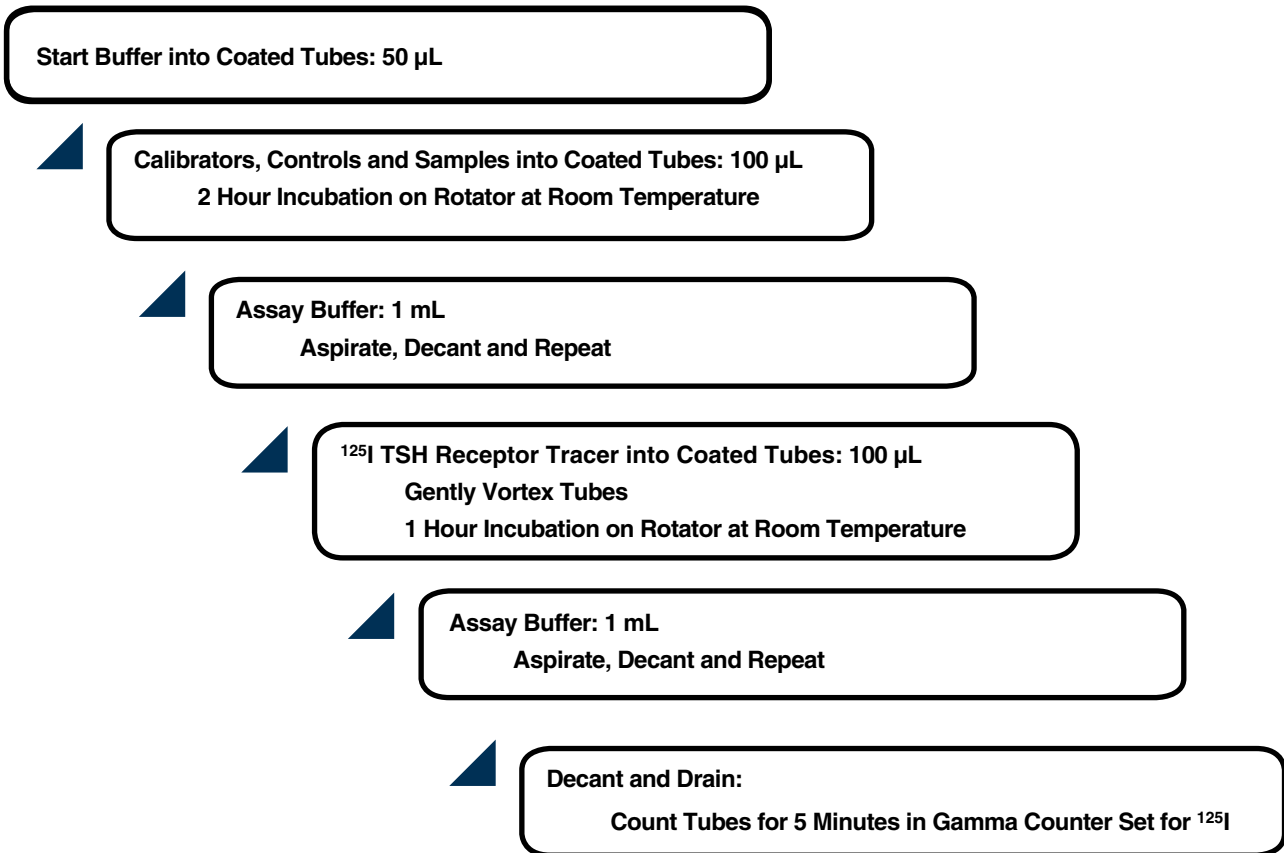 Start Buffer into Coated Tubes: 50 µL
Calibrators, Controls and Samples into Coated Tubes: 100 µL
2 Hour Incubation on Rotator at Room Temperature
Assay Buffer: 1 mL
Aspirate, Decant and Repeat
¹²⁵I TSH Receptor Tracer into Coated Tubes: 100 µL
Gently Vortex Tubes
1 Hour Incubation on Rotator at Room Temperature
Assay Buffer: 1 mL
Aspirate, Decant and Repeat
Decant and Drain:
Count Tubes for 5 Minutes in Gamma Counter Set for ¹²⁵I